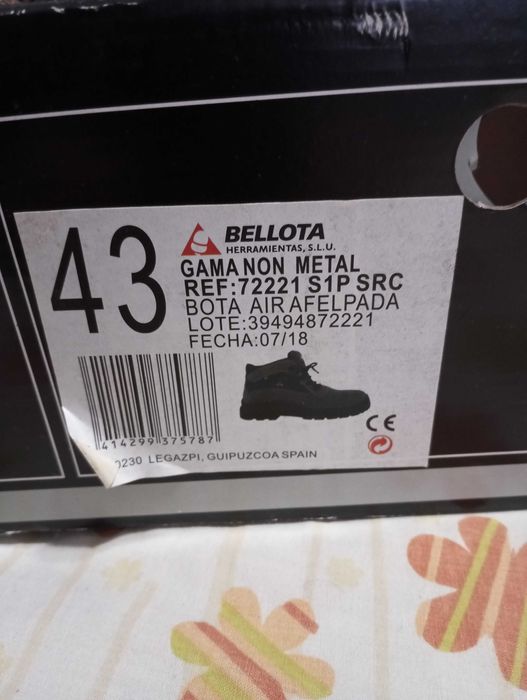 43
BELLOTA
HERRAMIENTAS, S.L.U.
GAMA NON METAL
REF:72221 S1P SRC
BOTA AIR AFELPADA
LOTE:39494872221
FECHA:07/18
414299 375787
CE
0230 LEGAZPI, GUIPUZCOA SPAIN